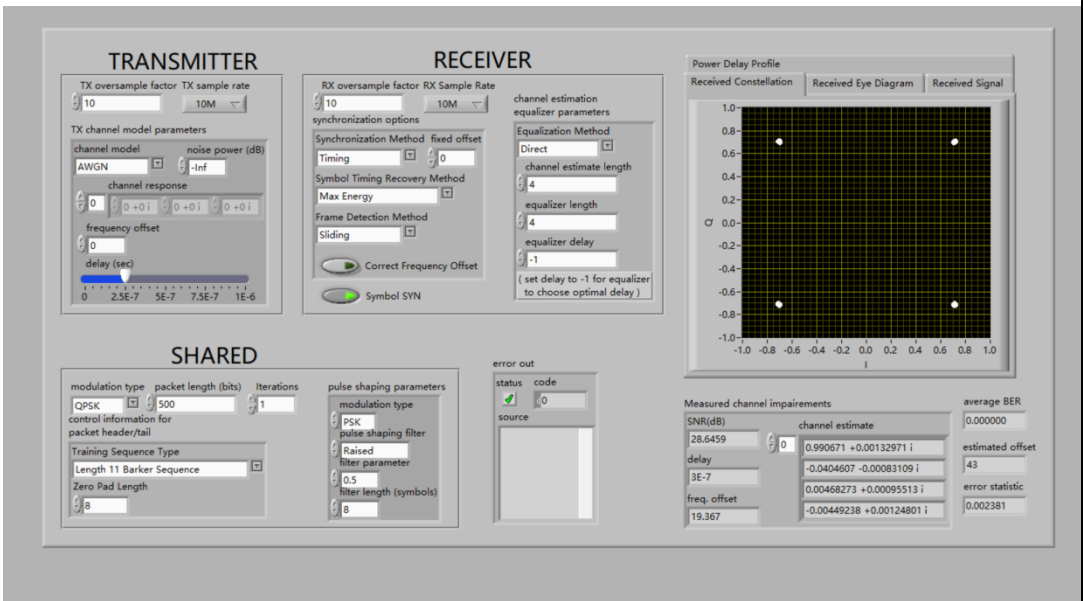 TRANSMITTER
TX oversample factor TX sample rate
10 10M
TX channel model parameters
channel model noise power (dB)
AWGN -Inf
channel response
0 0 +0 i 0 +0 i 0 +0 i
frequency offset
0
delay (sec)
0 2.5E-7 5E-7 7.5E-7 1E-6
RECEIVER
RX oversample factor RX Sample Rate
10 10M
synchronization options
Synchronization Method fixed offset
Timing 0
Symbol Timing Recovery Method
Max Energy
Frame Detection Method
Sliding
Correct Frequency Offset
Symbol SYN
channel estimation
equalizer parameters
Equalization Method
Direct
channel estimate length
4
equalizer length
4
equalizer delay
-1
( set delay to -1 for equalizer
to choose optimal delay )
Power Delay Profile
Received Constellation Received Eye Diagram Received Signal
Q
1.0
0.8
0.6
0.4
0.2
0.0
-0.2
-0.4
-0.6
-0.8
-1.0
-1.0 -0.8 -0.6 -0.4 -0.2 0.0 0.2 0.4 0.6 0.8 1.0
I
SHARED
modulation type packet length (bits) Iterations
QPSK 500 1
control information for
packet header/tail
Training Sequence Type
Length 11 Barker Sequence
Zero Pad Length
8
pulse shaping parameters
modulation type
PSK
pulse shaping filter
Raised
filter parameter
0.5
filter length (symbols)
8
error out
status code
0
source
Measured channel impairements
SNR(dB)
28.6459
delay
3E-7
freq. offset
19.367
channel estimate
0
0.990671 +0.00132971 i
-0.0404607 -0.00083109 i
0.00468273 +0.00095513 i
-0.00449238 +0.00124801 i
average BER
0.000000
estimated offset
43
error statistic
0.002381